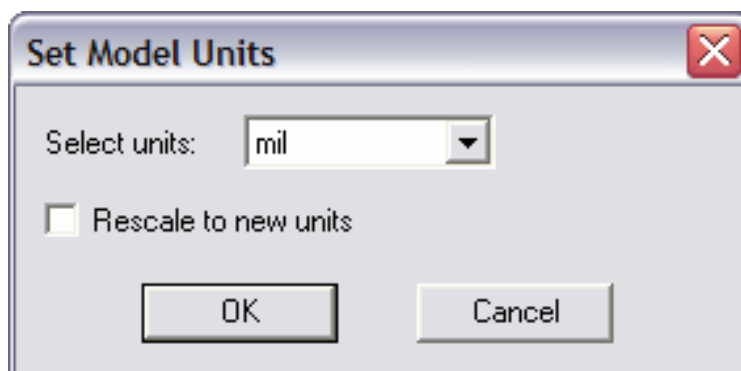 Set Model Units
Select units: mil
Rescale to new units
OK Cancel